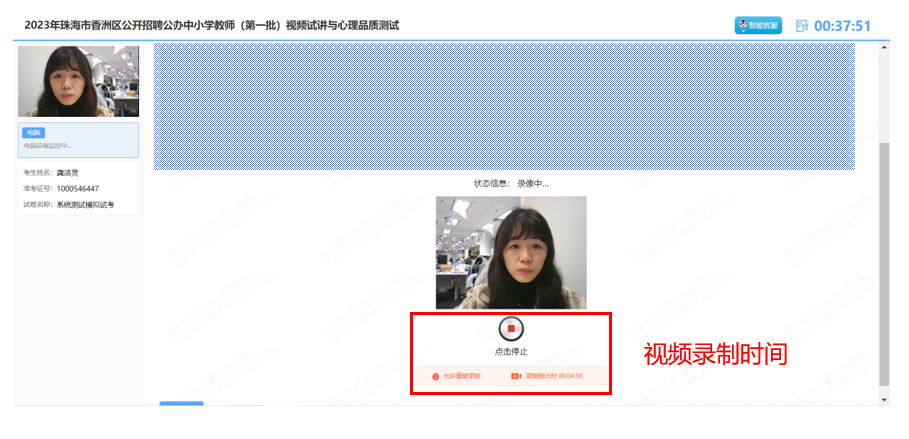 2023年珠海市香洲区公开招聘公办中小学教师（第一批）视频试讲与心理品质测试
智能客服
00:37:51
电脑
电脑设备监控中...
考生姓名： 龚洁灵
准考证号： 1000546447
试卷名称： 系统测试模拟试考
状态信息： 录像中...
点击停止
允许重复录制
录制倒计时 00:04:50
视频录制时间